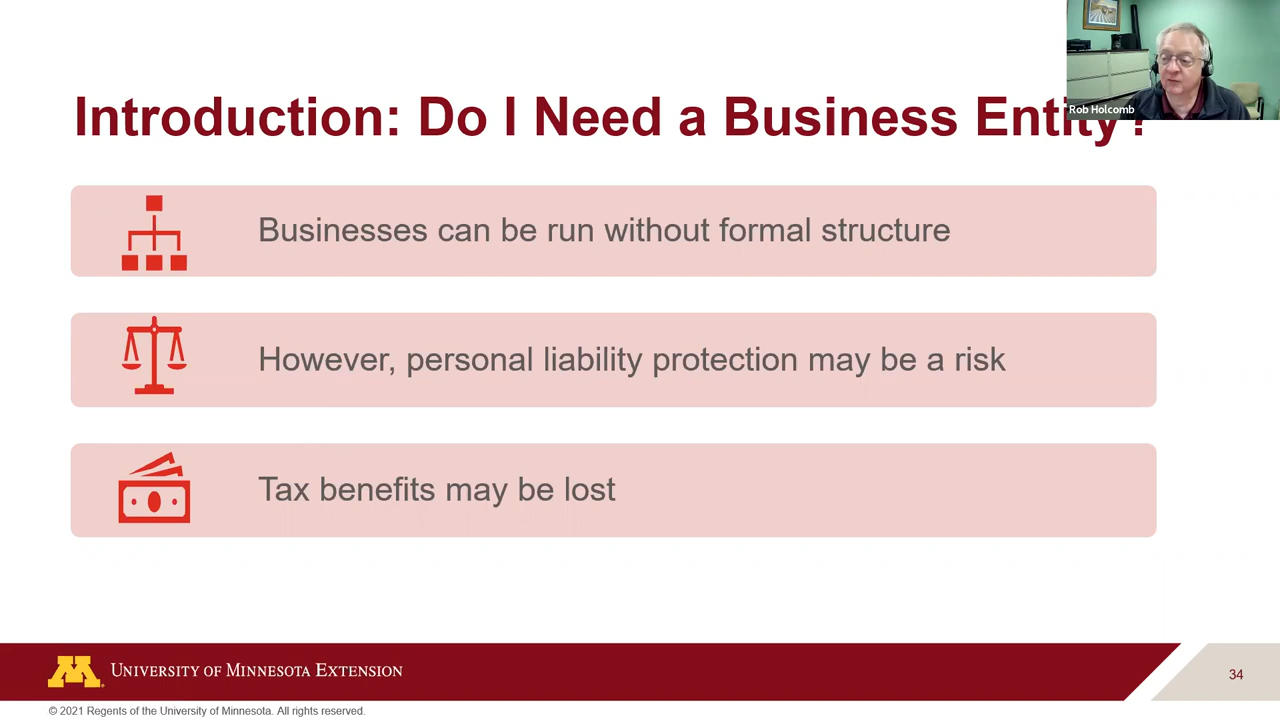 Introduction: Do I Need a Business Entity?
Rob Holcomb
Businesses can be run without formal structure
However, personal liability protection may be a risk
Tax benefits may be lost
M
UNIVERSITY OF MINNESOTA EXTENSION
34
© 2021 Regents of the University of Minnesota. All rights reserved.